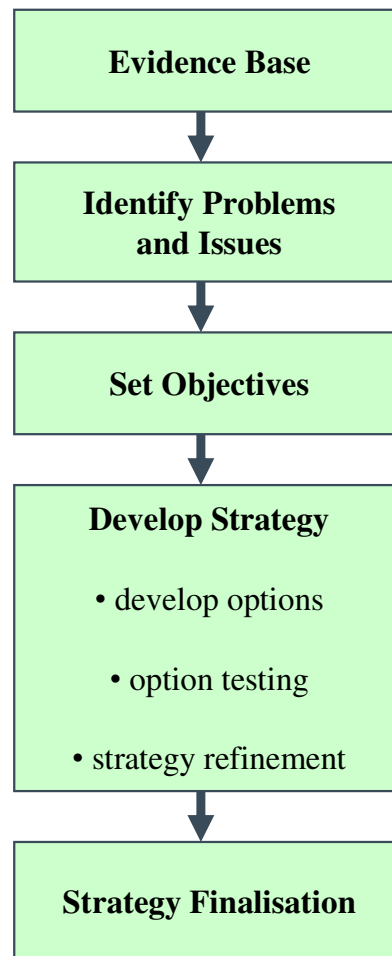 Evidence Base
Identify Problems
and Issues
Set Objectives
Develop Strategy
• develop options
• option testing
• strategy refinement
Strategy Finalisation